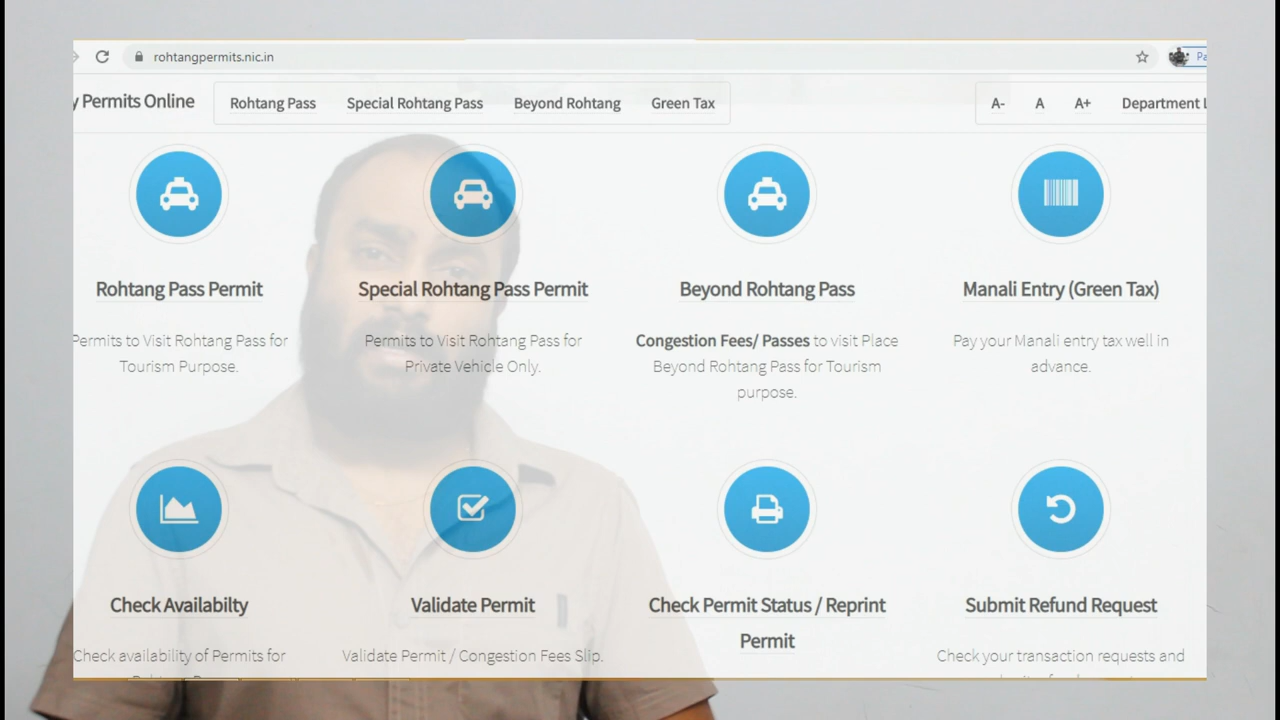 rohtangpermits.nic.in
y Permits Online
Rohtang Pass
Special Rohtang Pass
Beyond Rohtang
Green Tax
A-
A
A+
Department
Rohtang Pass Permit
Permits to Visit Rohtang Pass for
Tourism Purpose.
Special Rohtang Pass Permit
Permits to Visit Rohtang Pass for
Private Vehicle Only.
Beyond Rohtang Pass
Congestion Fees/ Passes to visit Place
Beyond Rohtang Pass for Tourism
purpose.
Manali Entry (Green Tax)
Pay your Manali entry tax well in
advance.
Check Availabilty
Check availability of Permits for
Validate Permit
Validate Permit / Congestion Fees Slip.
Check Permit Status / Reprint
Permit
Submit Refund Request
Check your transaction requests and